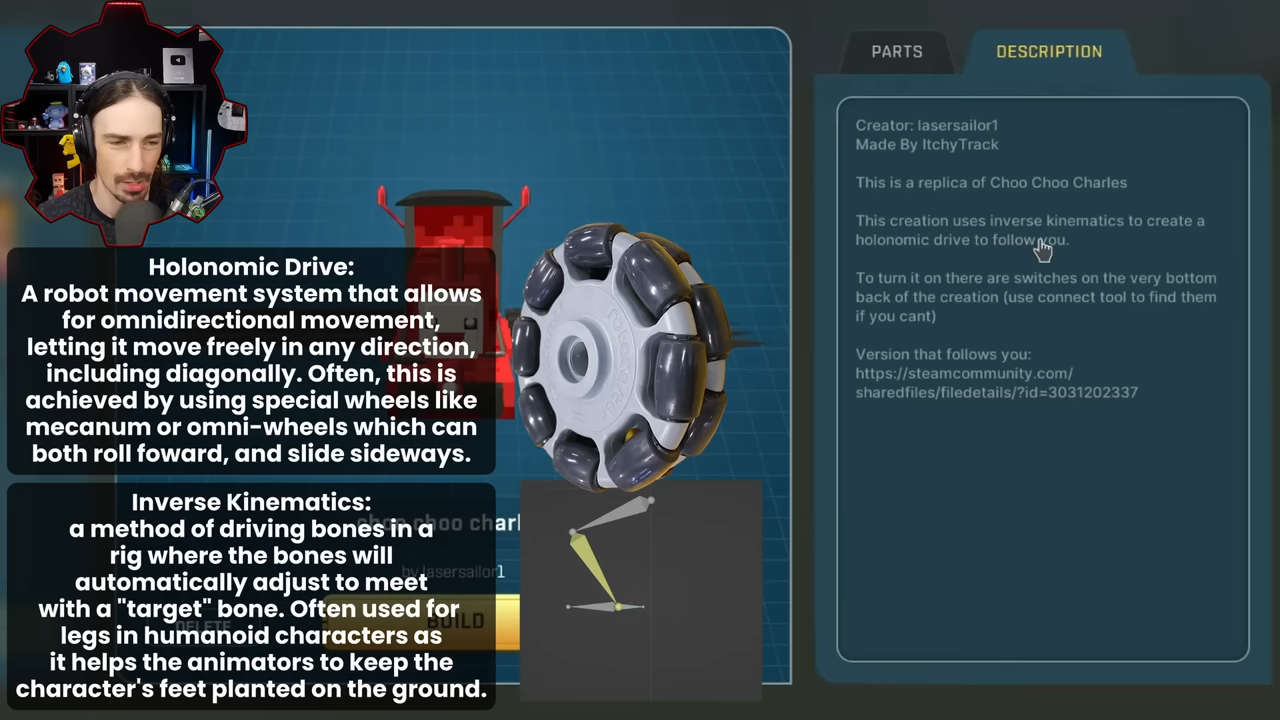 PARTS
DESCRIPTION
Creator: lasersailor1
Made By ItchyTrack
This is a replica of Choo Choo Charles
This creation uses inverse kinematics to create a
holonomic drive to follow you.
To turn it on there are switches on the very bottom
back of the creation (use connect tool to find them
if you cant)
Version that follows you:
https://steamcommunity.com/
sharedfiles/filedetails/?id=3031202337
Holonomic Drive:
A robot movement system that allows
for omnidirectional movement,
letting it move freely in any direction,
including diagonally. Often, this is
achieved by using special wheels like
mecanum or omni-wheels which can
both roll foward, and slide sideways.
Inverse Kinematics:
a method of driving bones in a
rig where the bones will
automatically adjust to meet
with a "target" bone. Often used for
legs in humanoid characters as
it helps the animators to keep the
character's feet planted on the ground.
choo choo charl
by lasersailor1
DELETE
BUILD